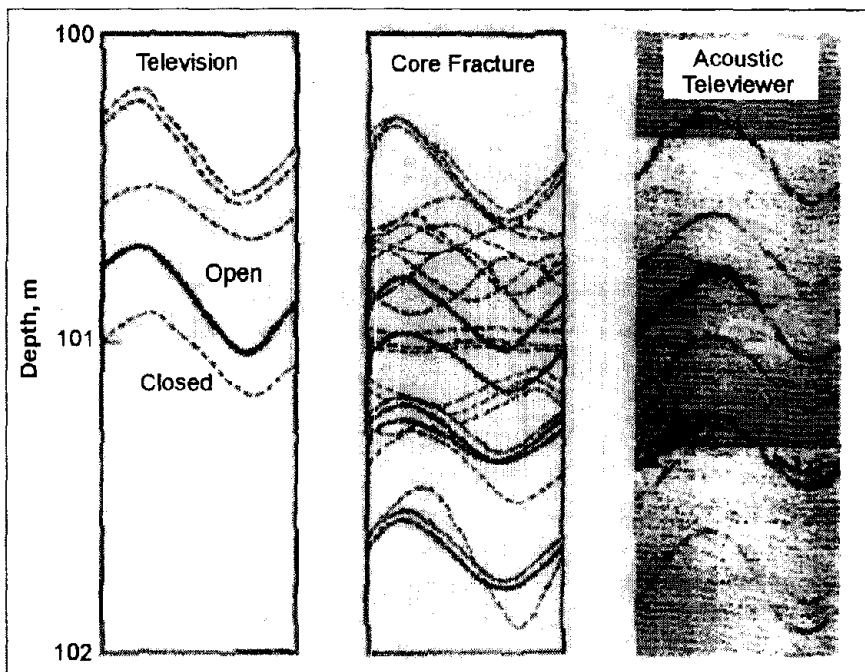 100
Television
Core Fracture
Acoustic
Televiewer
Open
Depth, m
101
Closed
102